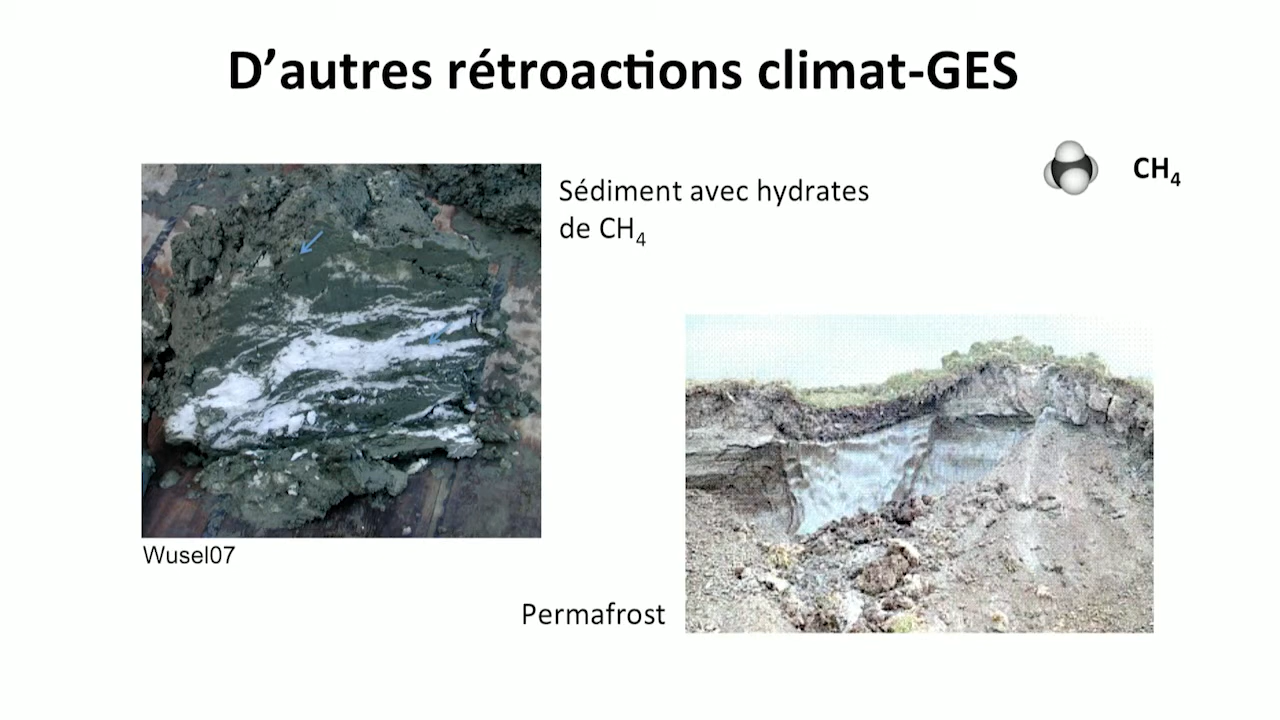 D’autres rétroactions climat-GES
CH₄
Sédiment avec hydrates
de CH₄
Wusel07
Permafrost